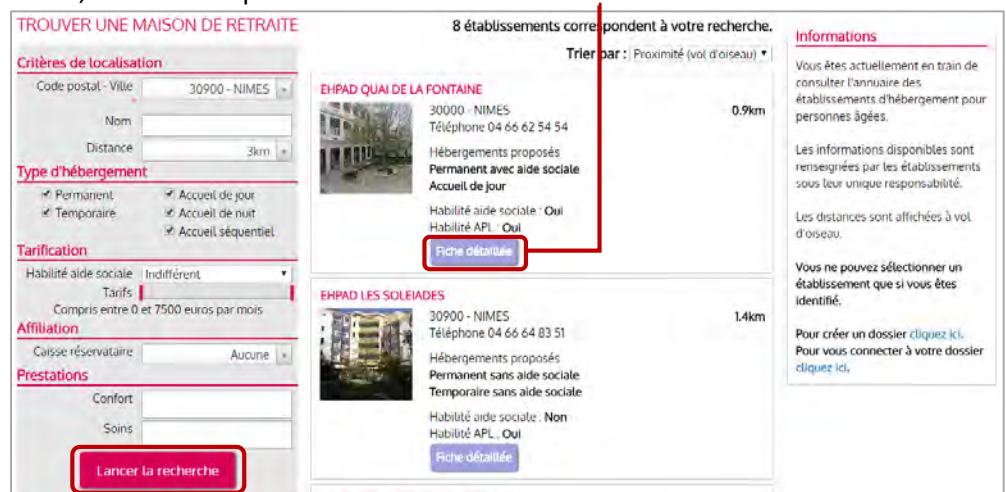 TROUVER UNE MAISON DE RETRAITE
Critères de localisation
Code postal - Ville 30900 - NIMES
Nom
Distance 3km
Type d'hébergement
Permanent Accueil de jour
Temporaire Accueil de nuit
Accueil séquentiel
Tarification
Habilité aide sociale Indifférent
Tarifs
Compris entre 0 et 7500 euros par mois
Affiliation
Caisse réservataire Aucune
Prestations
Confort
Soins
Lancer la recherche
8 établissements correspondent à votre recherche.
Trier par : Proximité (vol d'oiseau)
EHPAD QUAI DE LA FONTAINE
30000 - NIMES 0.9km
Téléphone 04 66 62 54 54
Hébergements proposés
Permanent avec aide sociale
Accueil de jour
Habilité aide sociale : Oui
Habilité APL : Oui
Fiche détaillée
EHPAD LES SOLEIADES
30900 - NIMES 1.4km
Téléphone 04 66 64 83 51
Hébergements proposés
Permanent sans aide sociale
Temporaire sans aide sociale
Habilité aide sociale : Non
Habilité APL : Oui
Fiche détaillée
Informations
Vous êtes actuellement en train de
consulter l'annuaire des
établissements d'hébergement pour
personnes âgées.
Les informations disponibles sont
renseignées par les établissements
sous leur unique responsabilité.
Les distances sont affichées à vol
d'oiseau.
Vous ne pouvez sélectionner un
établissement que si vous êtes
identifié.
Pour créer un dossier cliquez ici.
Pour vous connecter à votre dossier
cliquez ici.